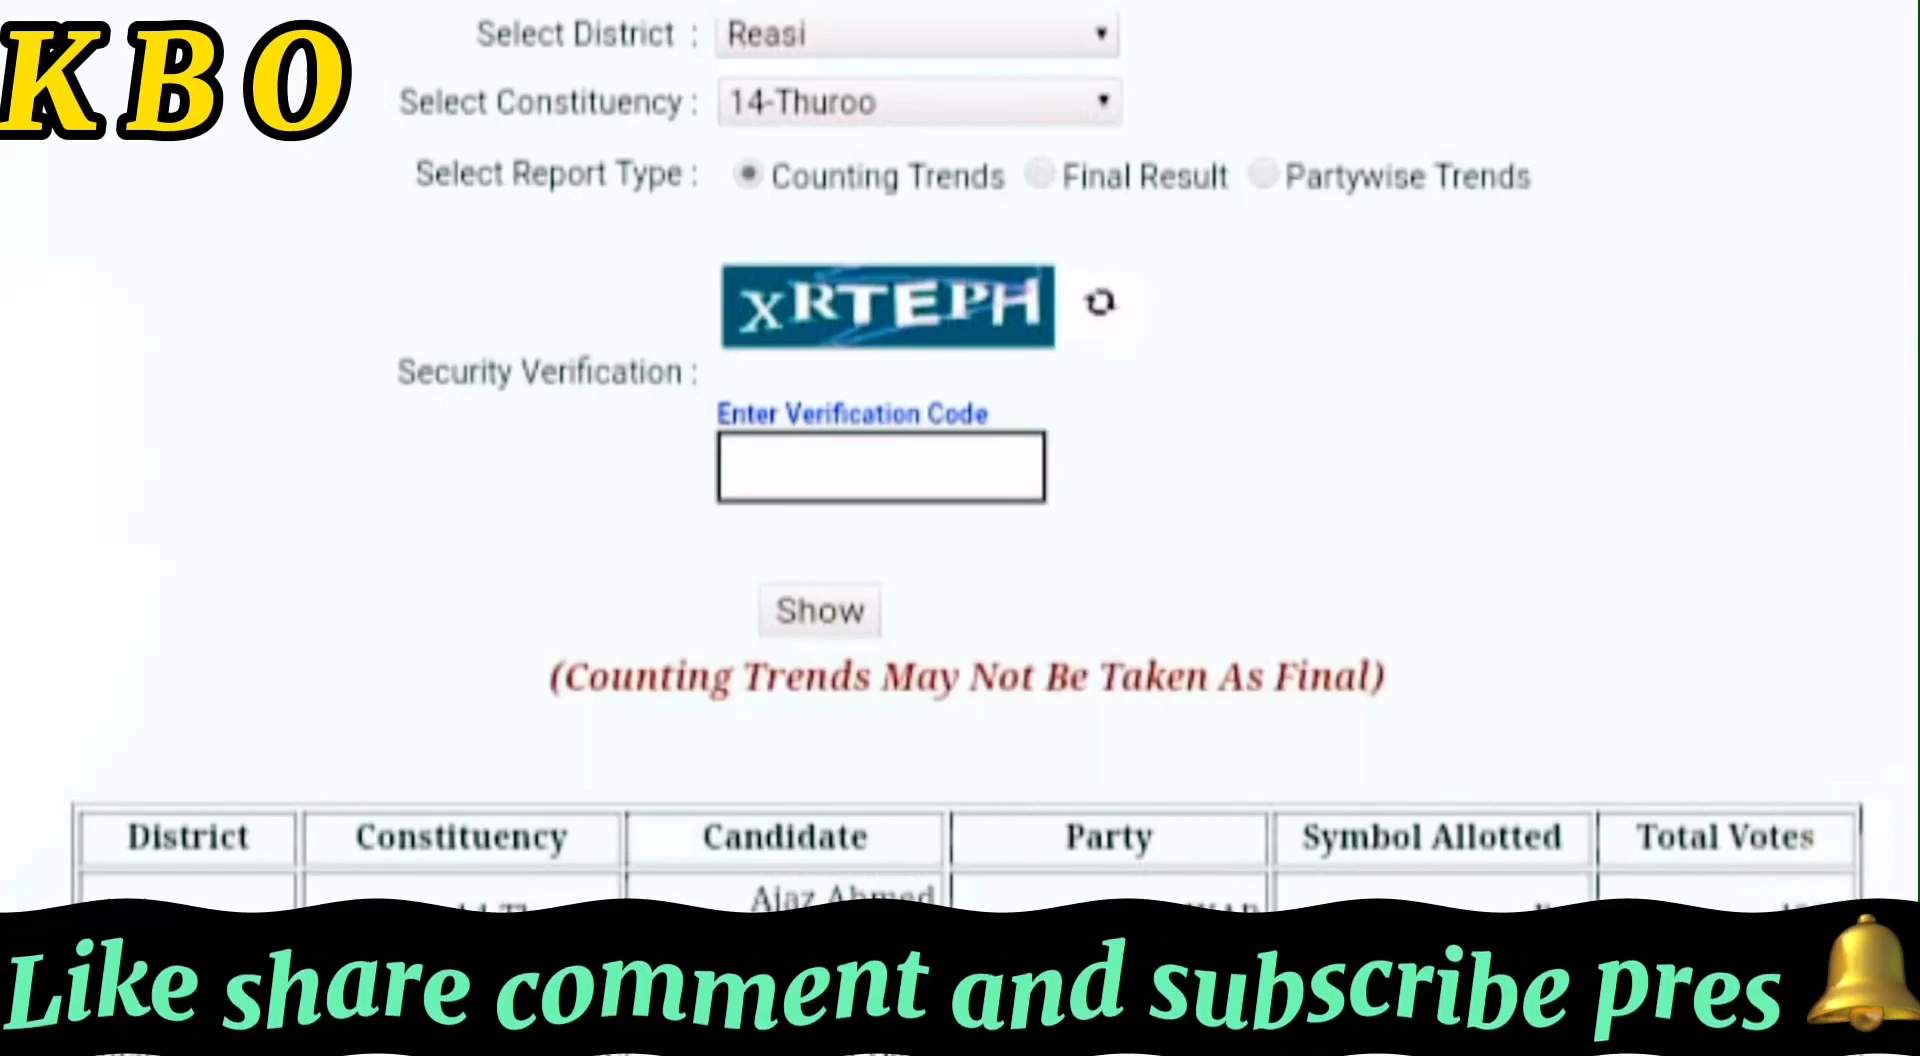 KBO
Select District : Reasi
Select Constituency : 14-Thuroo
Select Report Type : Counting Trends Final Result Partywise Trends
XRTEPH
Security Verification :
Enter Verification Code
Show
(Counting Trends May Not Be Taken As Final)
District Constituency Candidate Party Symbol Allotted Total Votes
Ajaz Ahmed
Like share comment and subscribe pres